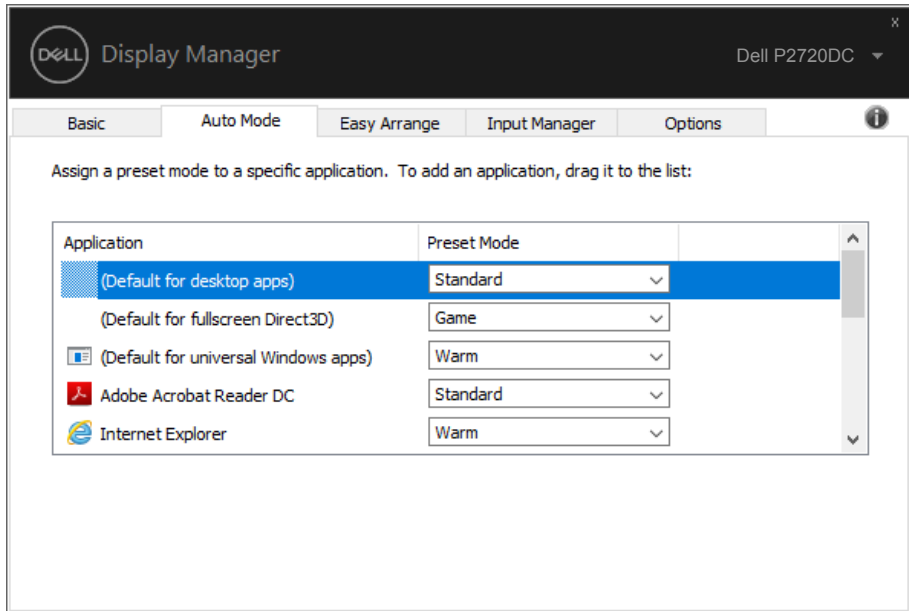 x
DELL Display Manager Dell P2720DC
Basic Auto Mode Easy Arrange Input Manager Options i
Assign a preset mode to a specific application. To add an application, drag it to the list:
Application Preset Mode
(Default for desktop apps) Standard
(Default for fullscreen Direct3D) Game
(Default for universal Windows apps) Warm
Adobe Acrobat Reader DC Standard
Internet Explorer Warm